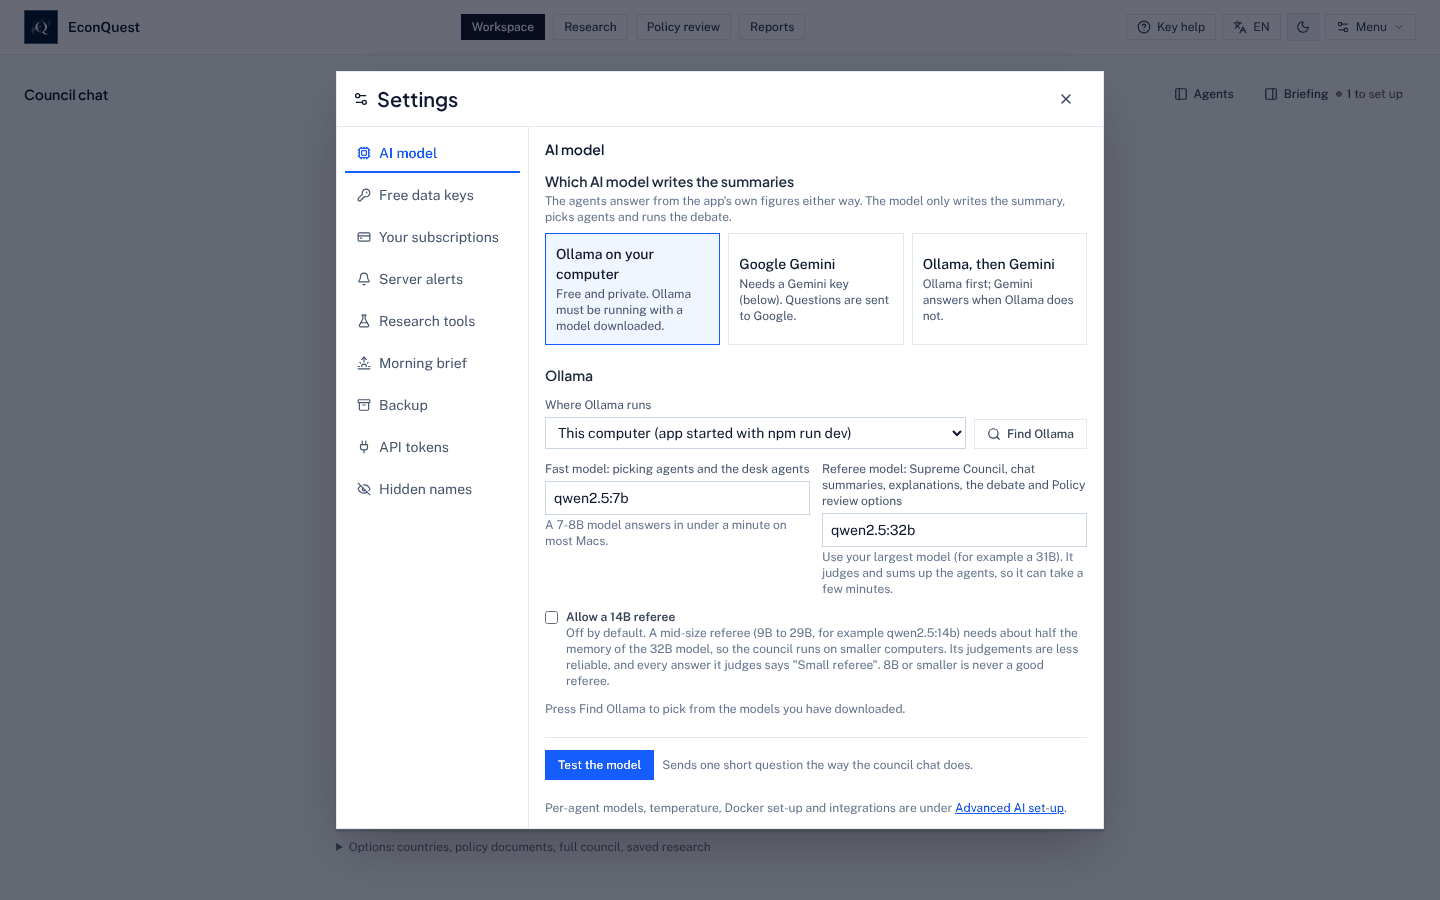 EconQuest
Workspace
Research
Policy review
Reports
Key help
EN
Menu
Council chat
Agents
Briefing
1 to set up
Settings
AI model
Free data keys
Your subscriptions
Server alerts
Research tools
Morning brief
Backup
API tokens
Hidden names
AI model
Which AI model writes the summaries
The agents answer from the app's own figures either way. The model only writes the summary,
picks agents and runs the debate.
Ollama on your
computer
Free and private. Ollama
must be running with a
model downloaded.
Google Gemini
Needs a Gemini key
(below). Questions are sent
to Google.
Ollama, then Gemini
Ollama first; Gemini
answers when Ollama does
not.
Ollama
Where Ollama runs
This computer (app started with npm run dev)
Find Ollama
Fast model: picking agents and the desk agents
qwen2.5:7b
A 7-8B model answers in under a minute on
most Macs.
Referee model: Supreme Council, chat
summaries, explanations, the debate and Policy
review options
qwen2.5:32b
Use your largest model (for example a 31B). It
judges and sums up the agents, so it can take a
few minutes.
Allow a 14B referee
Off by default. A mid-size referee (9B to 29B, for example qwen2.5:14b) needs about half the
memory of the 32B model, so the council runs on smaller computers. Its judgements are less
reliable, and every answer it judges says "Small referee". 8B or smaller is never a good
referee.
Press Find Ollama to pick from the models you have downloaded.
Test the model
Sends one short question the way the council chat does.
Per-agent models, temperature, Docker set-up and integrations are under Advanced AI set-up.
Options: countries, policy documents, full council, saved research